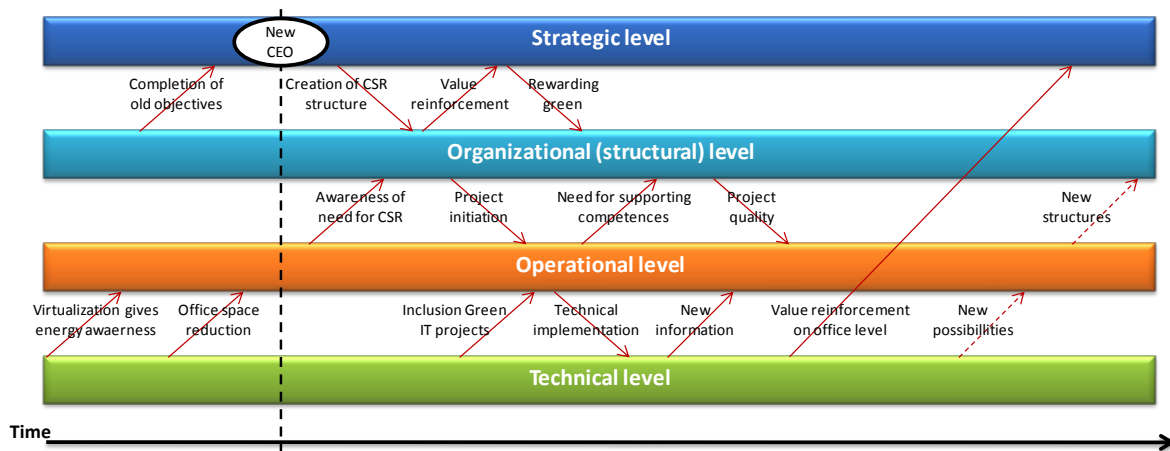 New
CEO
Strategic level
Completion of
old objectives
Creation of CSR
structure
Value
reinforcement
Rewarding
green
Organizational (structural) level
Awareness of
need for CSR
Project
initiation
Need for supporting
competences
Project
quality
New
structures
Operational level
Virtualization gives
energy awaerness
Office space
reduction
Inclusion Green
IT projects
Technical
implementation
New
information
Value reinforcement
on office level
New
possibillities
Technical level
Time